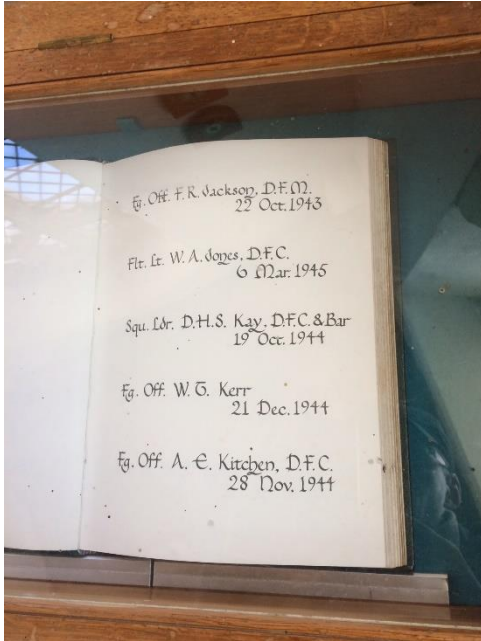 Fg. Off. F. R. Jackson, D.F.M.
22 Oct. 1943
Flt. Lt. W. A. Jones, D.F.C.
6 Mar. 1945
Squ. Ldr. D.H.S. Kay, D.F.C. & Bar
19 Oct. 1944
Fg. Off. W. G. Kerr
21 Dec. 1944
Fg. Off. A. E. Kitchen, D.F.C.
28 Nov. 1944